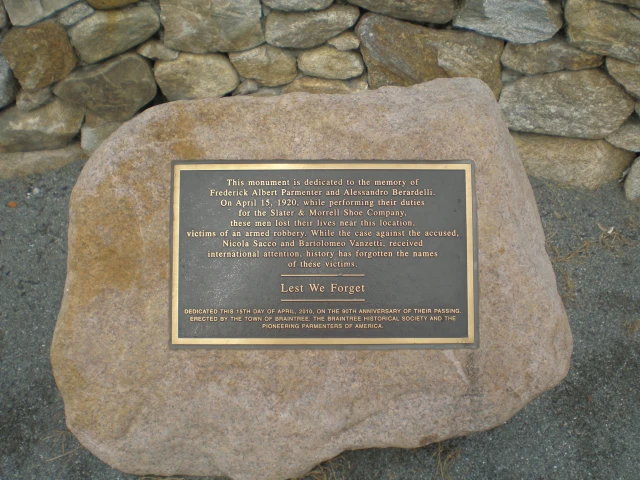 This monument is dedicated to the memory of
Frederick Albert Parmenter and Alessandro Berardelli.
On April 15, 1920, while performing their duties
for the Slater & Morrell Shoe Company,
these men lost their lives near this location,
victims of an armed robbery. While the case against the accused,
Nicola Sacco and Bartolomeo Vanzetti, received
international attention, history has forgotten the names
of these victims.
Lest We Forget
DEDICATED THIS 15TH DAY OF APRIL, 2010, ON THE 90TH ANNIVERSARY OF THEIR PASSING.
ERECTED BY THE TOWN OF BRAINTREE, THE BRAINTREE HISTORICAL SOCIETY AND THE
PIONEERING PARMENTERS OF AMERICA.